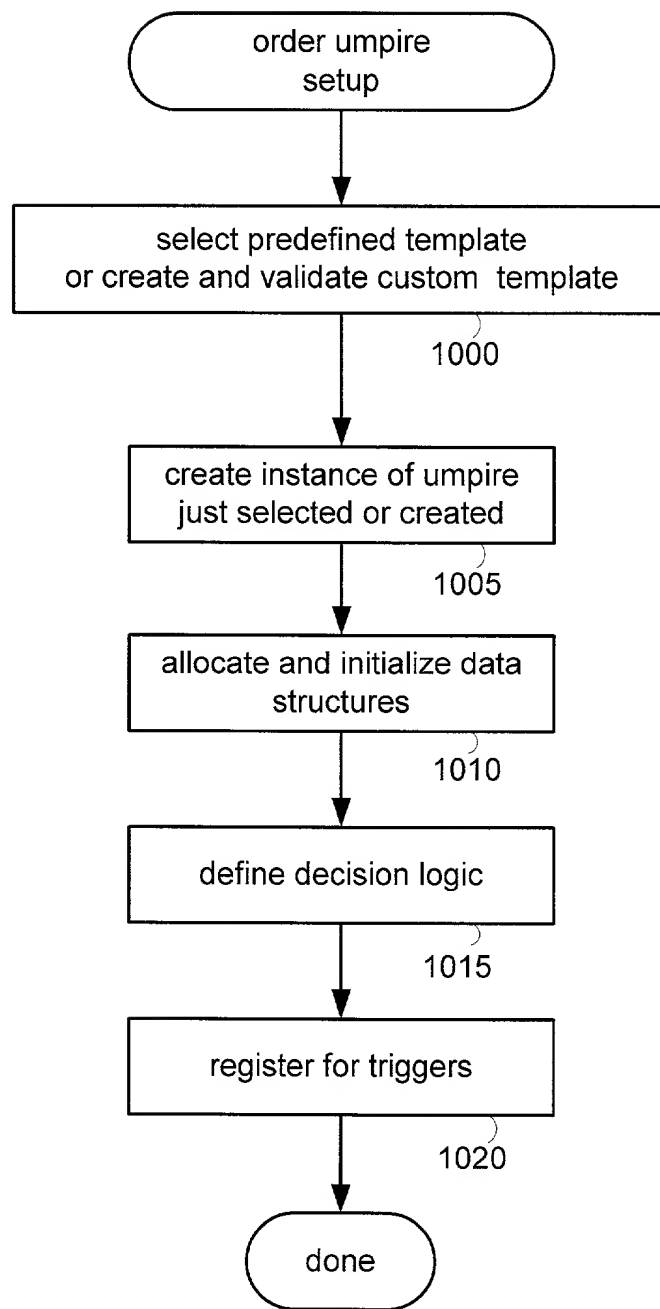 order umpire
setup
select predefined template
or create and validate custom template
1000
create instance of umpire
just selected or created
1005
allocate and initialize data
structures
1010
define decision logic
1015
register for triggers
1020
done